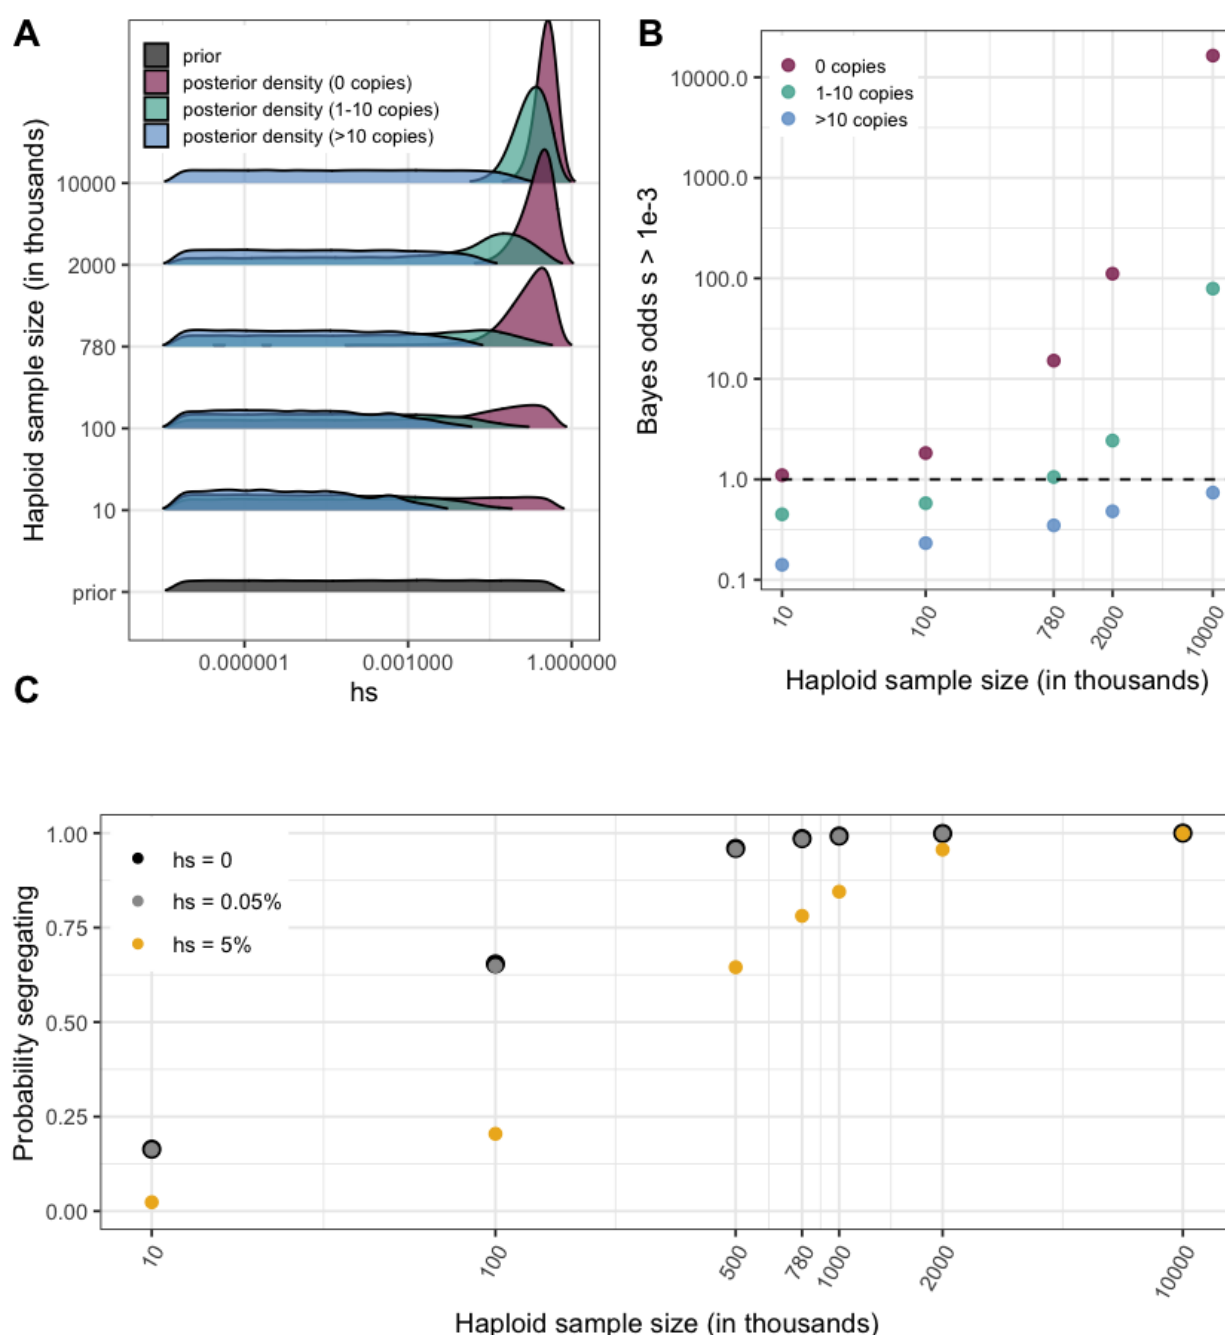 A
prior
posterior density (0 copies)
posterior density (1-10 copies)
posterior density (>10 copies)
Haploid sample size (in thousands)
10000
2000
780
100
10
prior
0.000001
0.001000
1.000000
hs
B
0 copies
1-10 copies
>10 copies
Bayes odds s > 1e-3
10000.0
1000.0
100.0
10.0
1.0
0.1
10
100
780
2000
10000
Haploid sample size (in thousands)
C
hs = 0
hs = 0.05%
hs = 5%
Probability segregating
1.00
0.75
0.50
0.25
0.00
10
100
500
780
1000
2000
10000
Haploid sample size (in thousands)